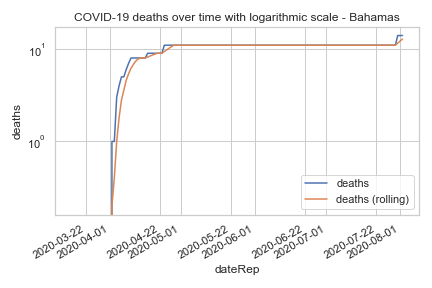 COVID-19 deaths over time with logarithmic scale - Bahamas
deaths
10¹
10⁰
deaths
deaths (rolling)
2020-03-22
2020-04-01
2020-04-22
2020-05-01
2020-05-22
2020-06-01
2020-06-22
2020-07-01
2020-07-22
2020-08-01
dateRep